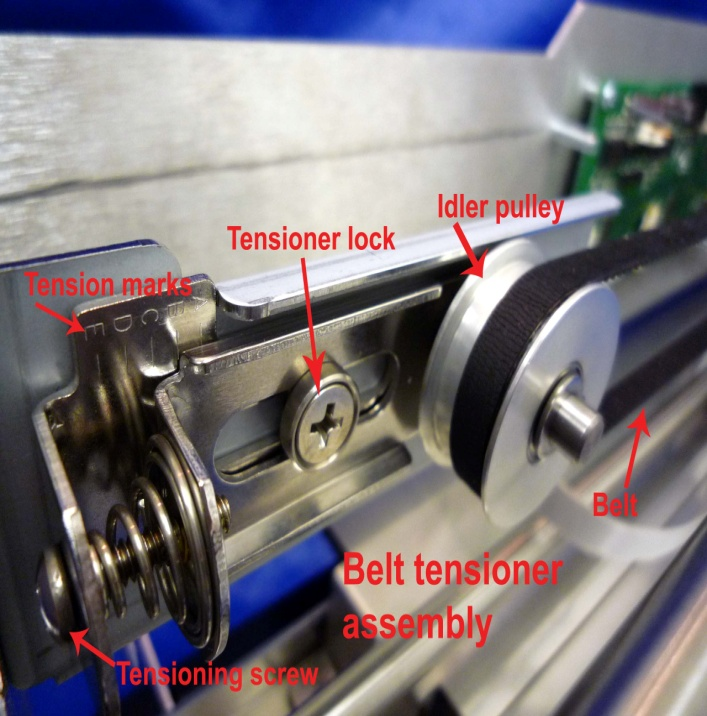 Idler pulley
Tensioner lock
Tension marks
E
D
C
Belt
Belt tensioner
assembly
Tensioning screw